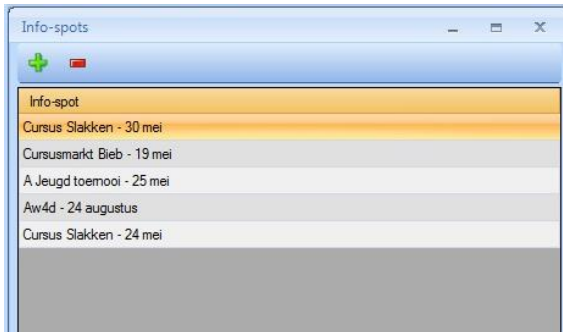 Info-spots
Info-spot
Cursus Slakken - 30 mei
Cursusmarkt Bieb - 19 mei
A Jeugd toernooi - 25 mei
Aw4d - 24 augustus
Cursus Slakken - 24 mei